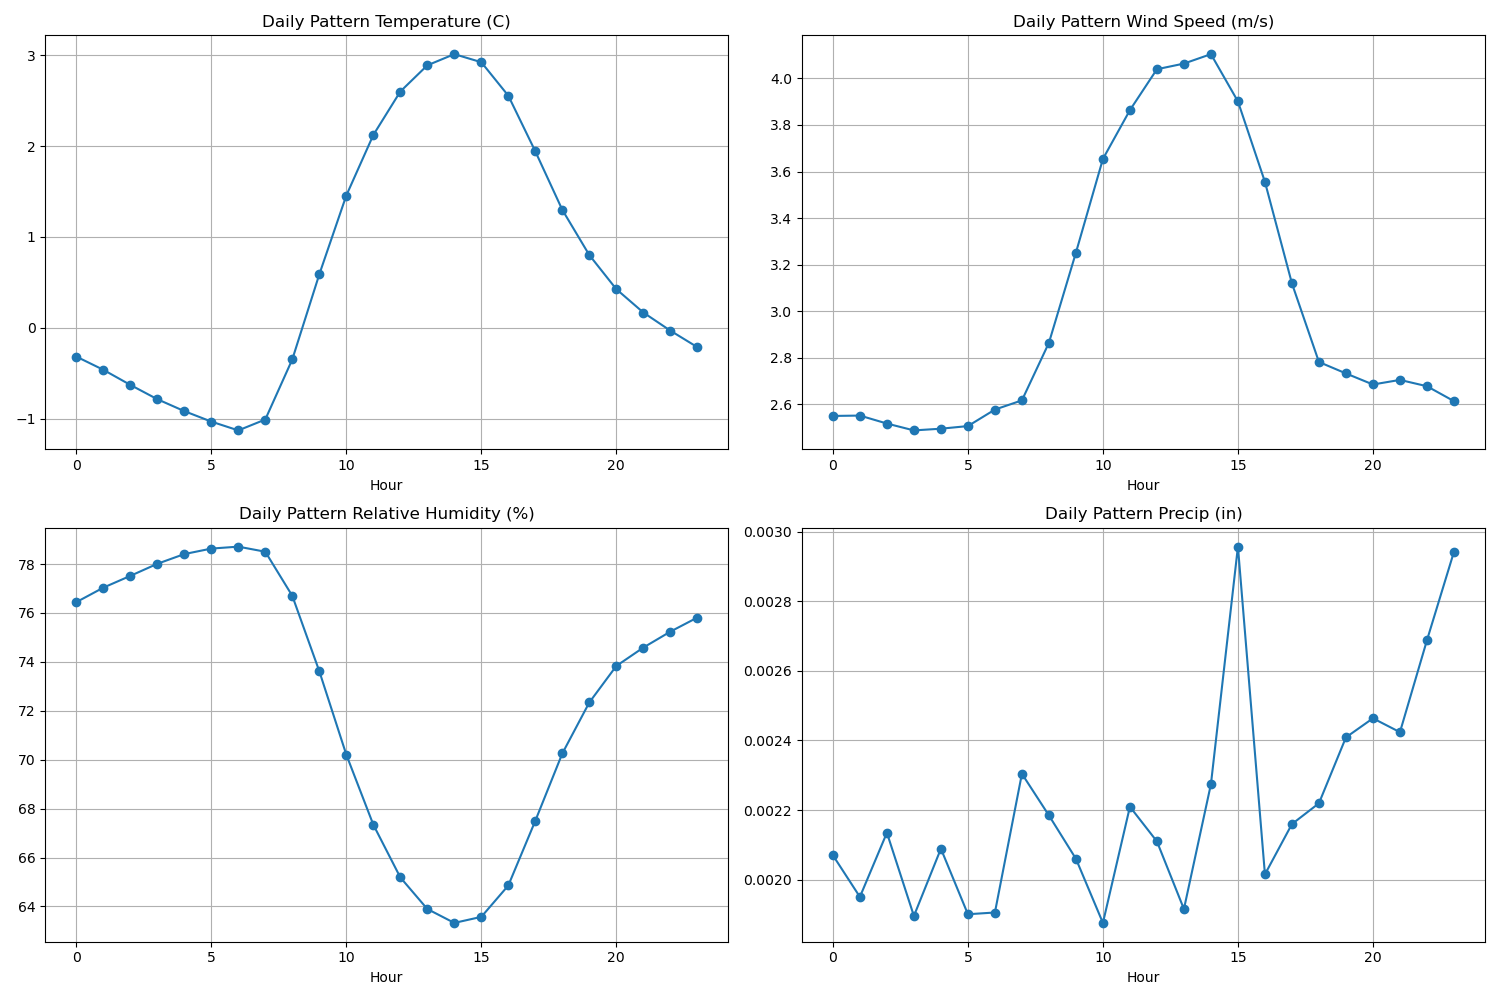 Daily Pattern Temperature (C)
3
2
1
0
−1
0 5 10 15 20
Hour
Daily Pattern Wind Speed (m/s)
4.0
3.8
3.6
3.4
3.2
3.0
2.8
2.6
0 5 10 15 20
Hour
Daily Pattern Relative Humidity (%)
78
76
74
72
70
68
66
64
0 5 10 15 20
Hour
Daily Pattern Precip (in)
0.0030
0.0028
0.0026
0.0024
0.0022
0.0020
0 5 10 15 20
Hour